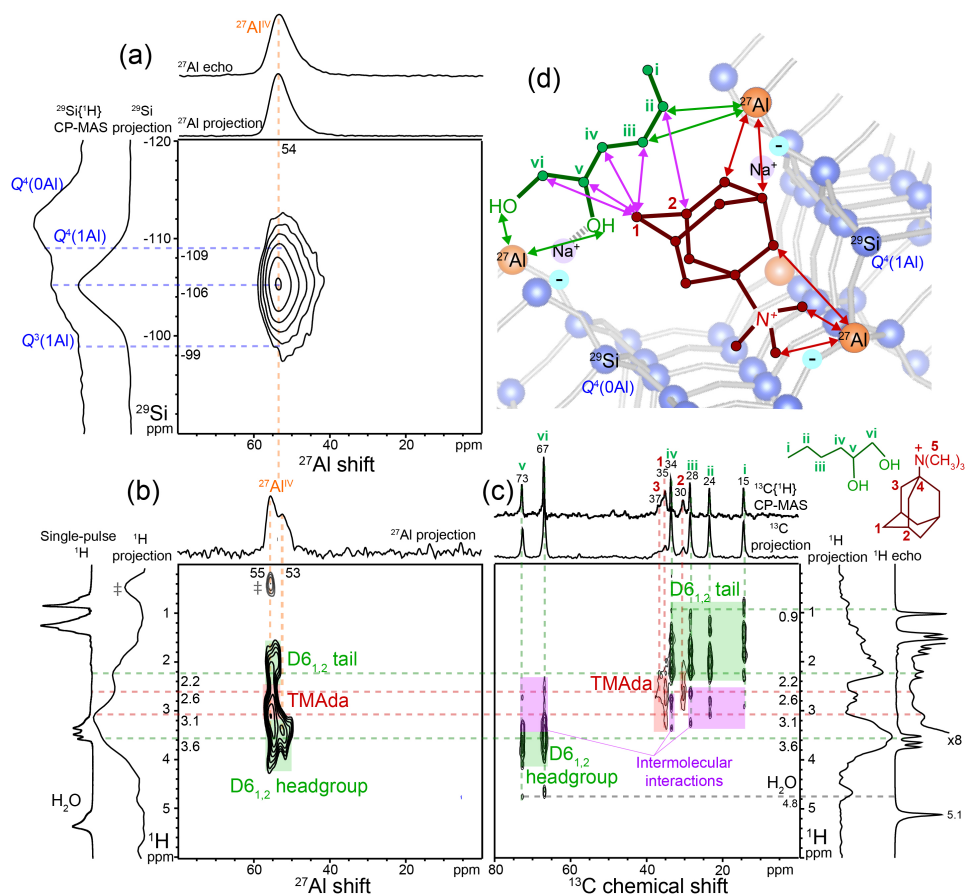 (a)
27AlIV
27Al echo
27Al projection
29Si{1H}
CP-MAS
29Si
projection
-120
54
Q4(0Al)
Q4(1Al)
-110
-109
-106
-100
Q3(1Al)
-99
29Si
ppm
60
40
20
ppm
27Al shift
(d)
i
ii
iii
iv
v
vi
HO
OH
27Al
-
Na+
27Al
-
Na+
1
2
29Si
Q4(1Al)
N+
27Al
-
29Si
Q4(0Al)
(b)
27AlIV
27Al projection
Single-pulse
1H
1H
projection
‡
55
53
‡
D61,2 tail
TMAda
D61,2 headgroup
1
2
2.2
2.6
3
3.1
3.6
4
5
H2O
1H
ppm
60
40
20
ppm
27Al shift
(c)
vi
67
v
73
1
3
35
37
iv
34
2
30
iii
28
ii
24
i
15
13C{1H}
CP-MAS
13C
projection
i
ii
iii
iv
v
vi
OH
OH
+
5
N(CH3)3
4
3
1
2
1H
projection
1H echo
D61,2 tail
TMAda
D61,2
headgroup
Intermolecular
interactions
H2O
4.8
1
0.9
2
2.2
2.6
3
3.1
3.6
4
5
x8
5.1
1H
ppm
80
60
40
20
ppm
13C chemical shift